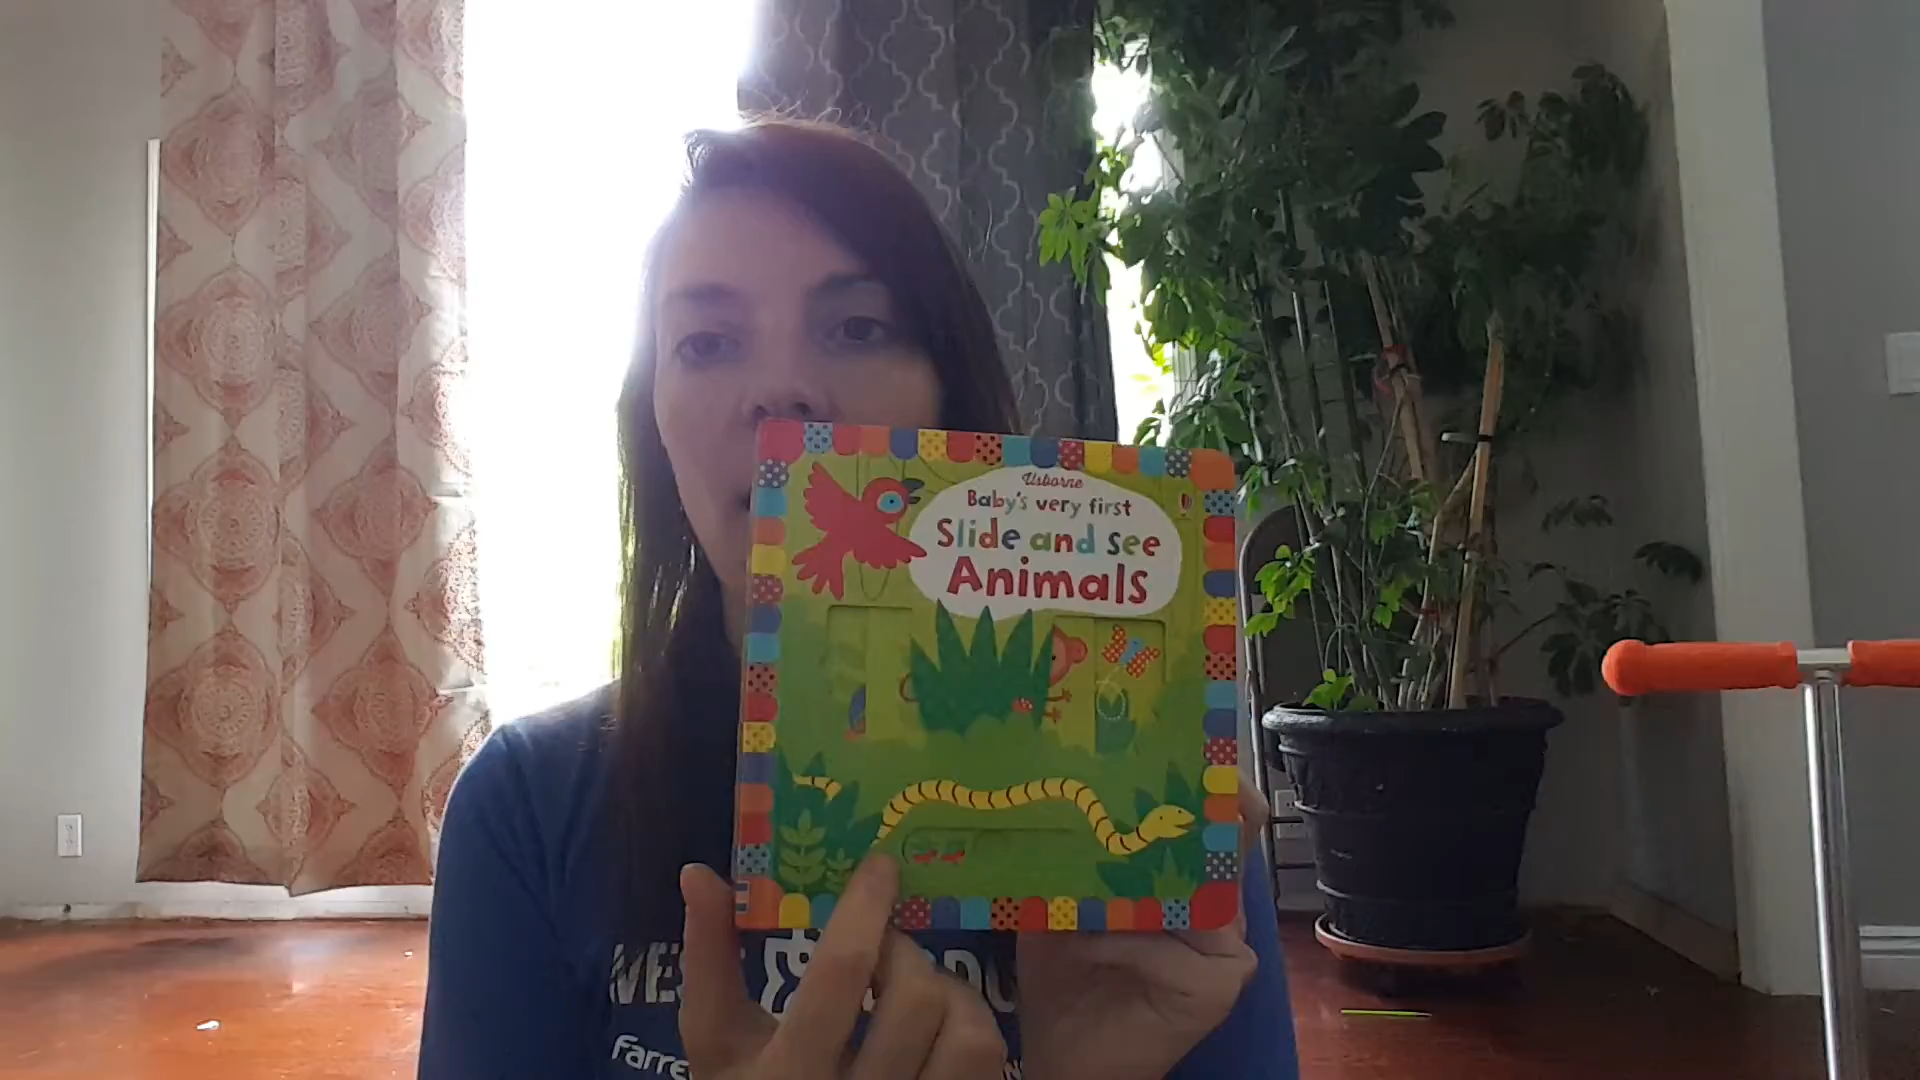 Usborne
Baby's very first
Slide and see
Animals